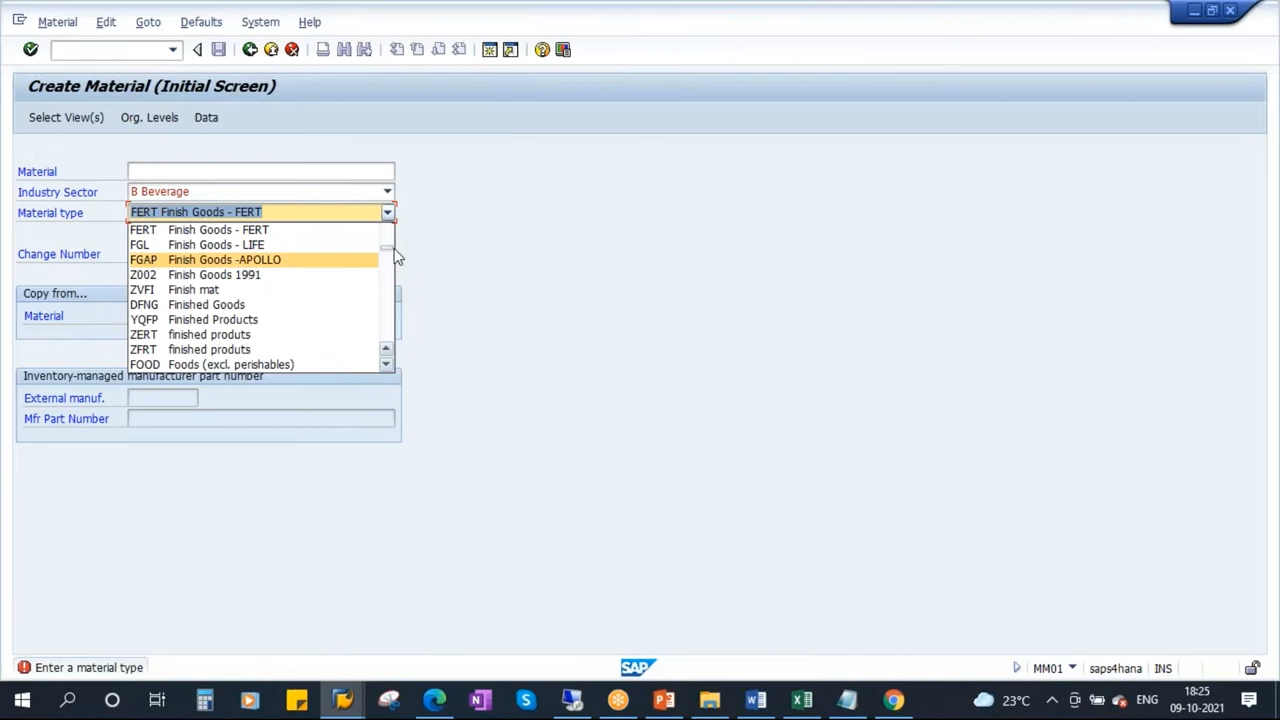 Material Edit Goto Defaults System Help
Create Material (Initial Screen)
Select View(s) Org. Levels Data
Material
Industry Sector B Beverage
Material type FERT Finish Goods - FERT
FERT Finish Goods - FERT
FGL Finish Goods - LIFE
FGAP Finish Goods -APOLLO
Z002 Finish Goods 1991
ZVFI Finish mat
DFNG Finished Goods
YQFP Finished Products
ZERT finished produts
ZFRT finished produts
FOOD Foods (excl. perishables)
Change Number
Copy from...
Material
Inventory-managed manufacturer part number
External manuf.
Mfr Part Number
Enter a material type
SAP
MM01 saps4hana INS
23°C ENG 18:25
09-10-2021